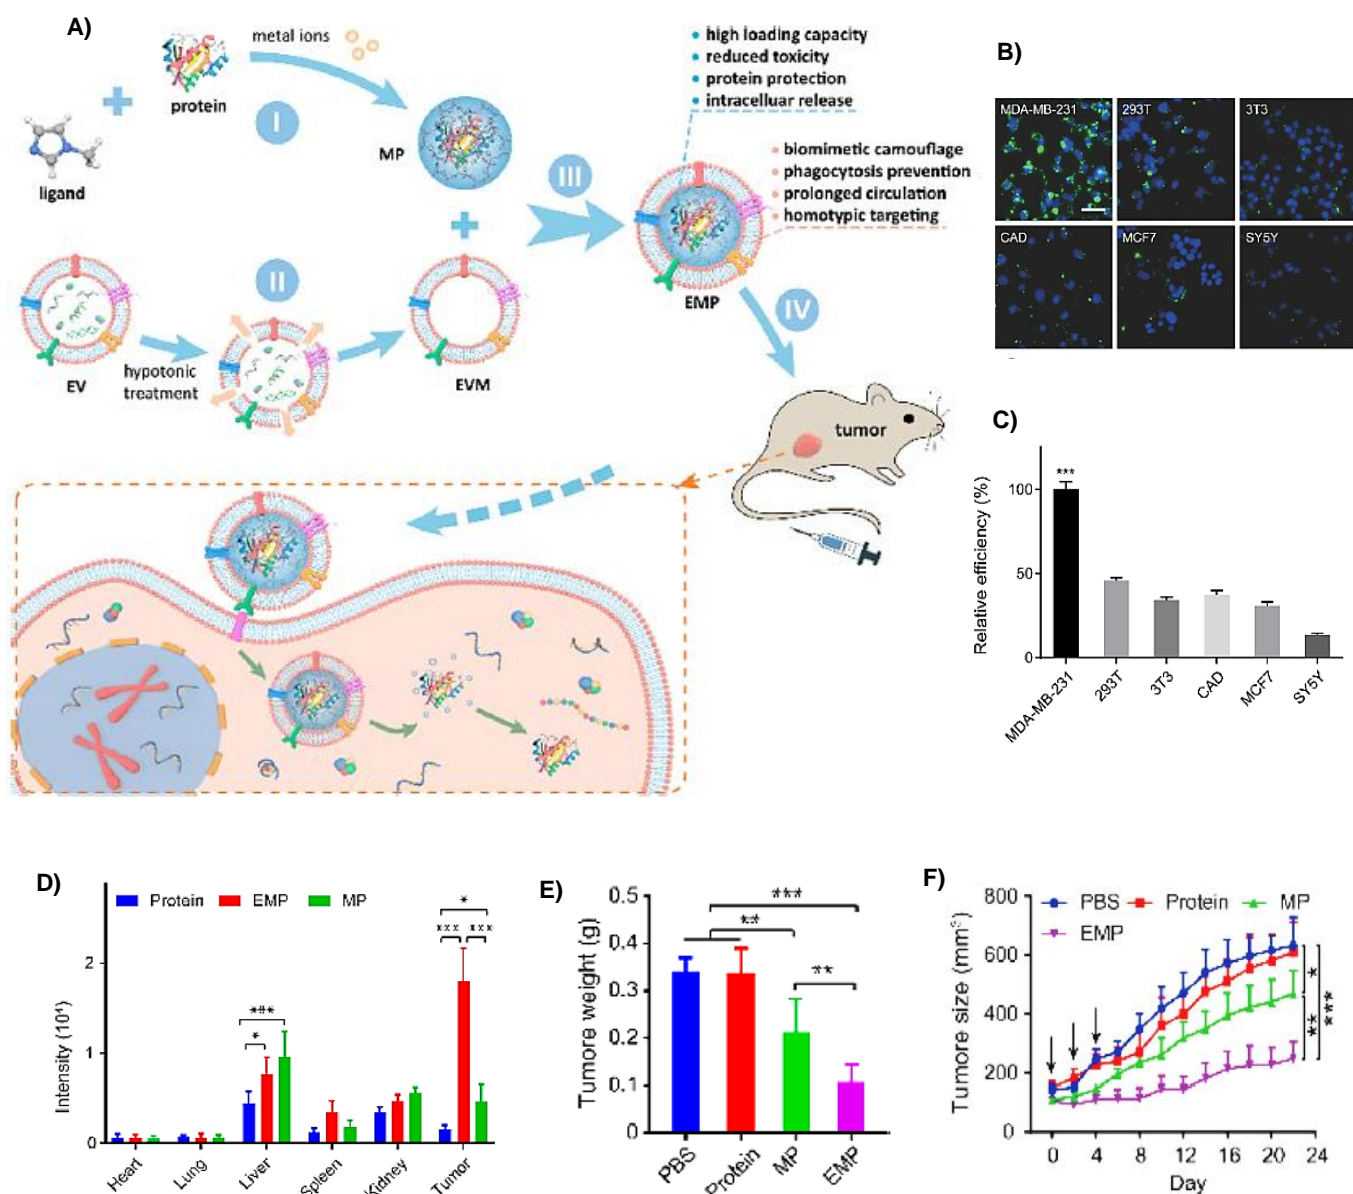 A)
metal ions
protein
I
ligand
MP
high loading capacity
reduced toxicity
protein protection
intracelluar release
biomimetic camouflage
phagocytosis prevention
prolonged circulation
homotypic targeting
III
EMP
II
EV
hypotonic
treatment
EVM
IV
tumor
B)
MDA-MB-231
293T
3T3
CAD
MCF7
SY5Y
C)
Relative efficiency (%)
100
50
0
***
MDA-MB-231
293T
3T3
CAD
MCF7
SY5Y
D)
Protein EMP MP
Intensity (10⁴)
2
1
0
***
*
*
*** ***
Heart
Lung
Liver
Spleen
Kidney
Tumor
E)
Tumore weight (g)
0.5
0.4
0.3
0.2
0.1
0
***
**
**
PBS
Protein
MP
EMP
F)
Tumore size (mm³)
800
600
400
200
0
PBS Protein MP
EMP
*
**
***
0 4 8 12 16 20 24
Day